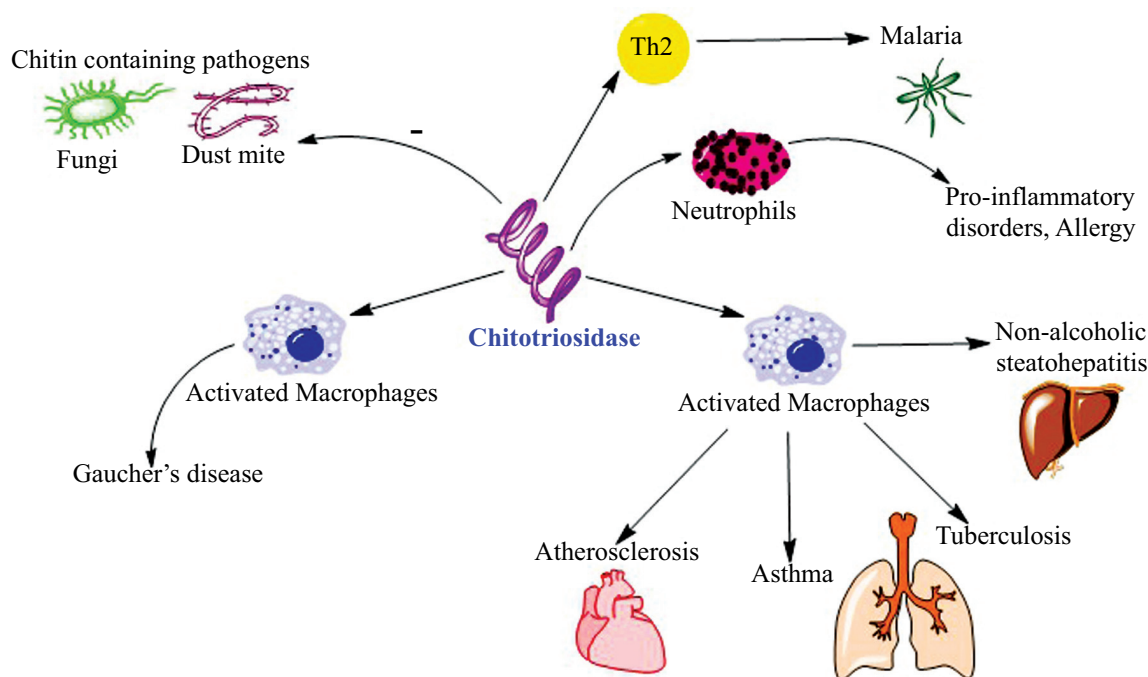 Th2
Malaria
Chitin containing pathogens
Fungi
Dust mite
-
Neutrophils
Pro-inflammatory
disorders, Allergy
Chitotriosidase
Activated Macrophages
Activated Macrophages
Non-alcoholic
steatohepatitis
Gaucher’s disease
Atherosclerosis
Asthma
Tuberculosis